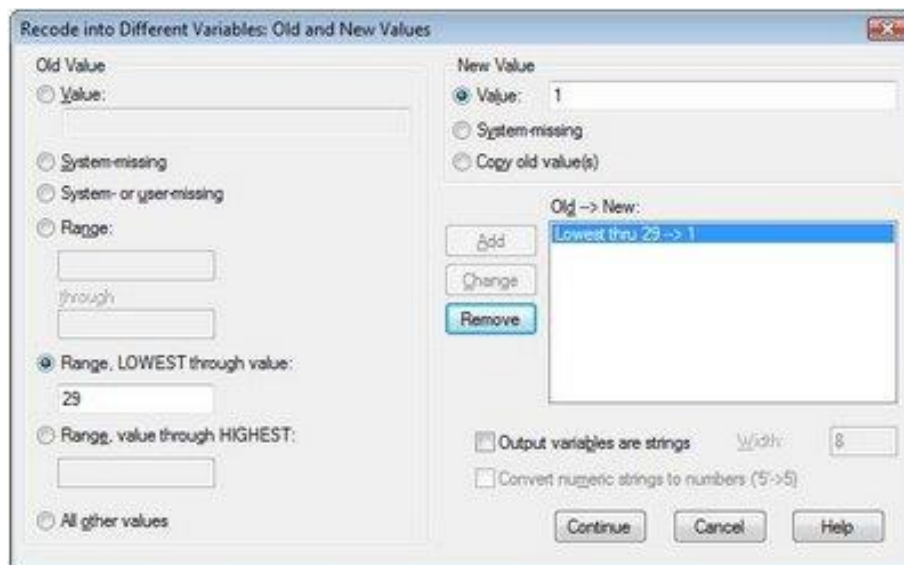 Recode into Different Variables: Old and New Values
Old Value
Value:
System-missing
System- or user-missing
Range:
through
Range, LOWEST through value:
29
Range, value through HIGHEST:
All other values
New Value
Value: 1
System-missing
Copy old value(s)
Old --> New:
Add
Change
Remove
Lowest thru 29 --> 1
Output variables are strings Width: 8
Convert numeric strings to numbers ('5'->5)
Continue Cancel Help